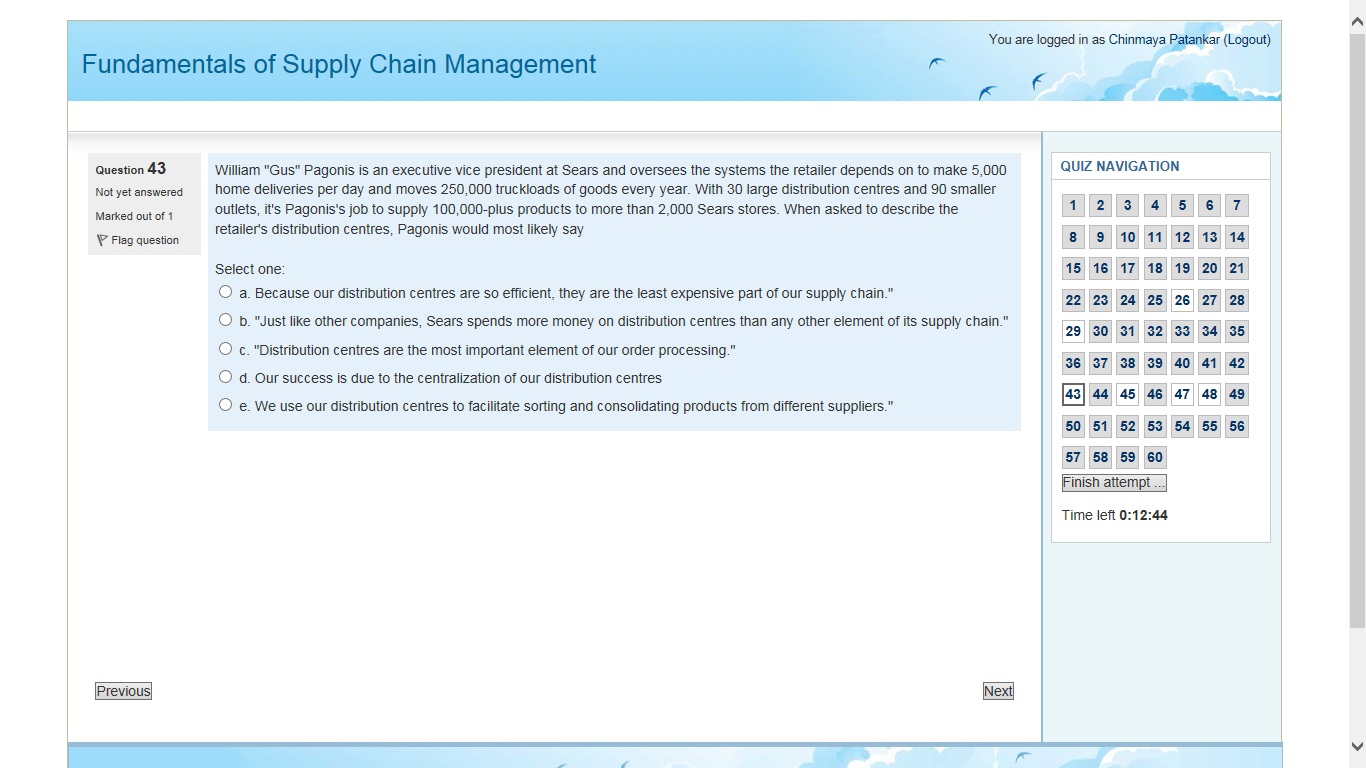 You are logged in as Chinmaya Patankar (Logout)
Fundamentals of Supply Chain Management
Question 43
Not yet answered
Marked out of 1
Flag question
William "Gus" Pagonis is an executive vice president at Sears and oversees the systems the retailer depends on to make 5,000
home deliveries per day and moves 250,000 truckloads of goods every year. With 30 large distribution centres and 90 smaller
outlets, it's Pagonis's job to supply 100,000-plus products to more than 2,000 Sears stores. When asked to describe the
retailer's distribution centres, Pagonis would most likely say
Select one:
a. Because our distribution centres are so efficient, they are the least expensive part of our supply chain."
b. "Just like other companies, Sears spends more money on distribution centres than any other element of its supply chain."
c. "Distribution centres are the most important element of our order processing."
d. Our success is due to the centralization of our distribution centres
e. We use our distribution centres to facilitate sorting and consolidating products from different suppliers."
Previous
Next
QUIZ NAVIGATION
1 2 3 4 5 6 7
8 9 10 11 12 13 14
15 16 17 18 19 20 21
22 23 24 25 26 27 28
29 30 31 32 33 34 35
36 37 38 39 40 41 42
43 44 45 46 47 48 49
50 51 52 53 54 55 56
57 58 59 60
Finish attempt ...
Time left 0:12:44